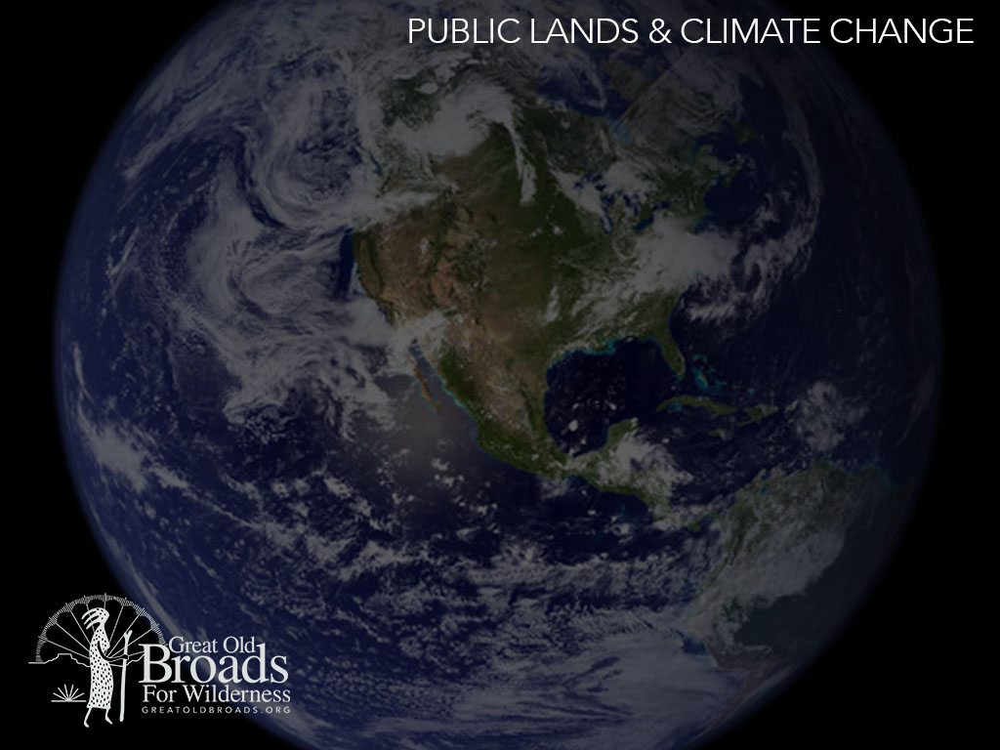 PUBLIC LANDS & CLIMATE CHANGE
Great Old
Broads
For Wilderness
GREATOLDBROADS.ORG